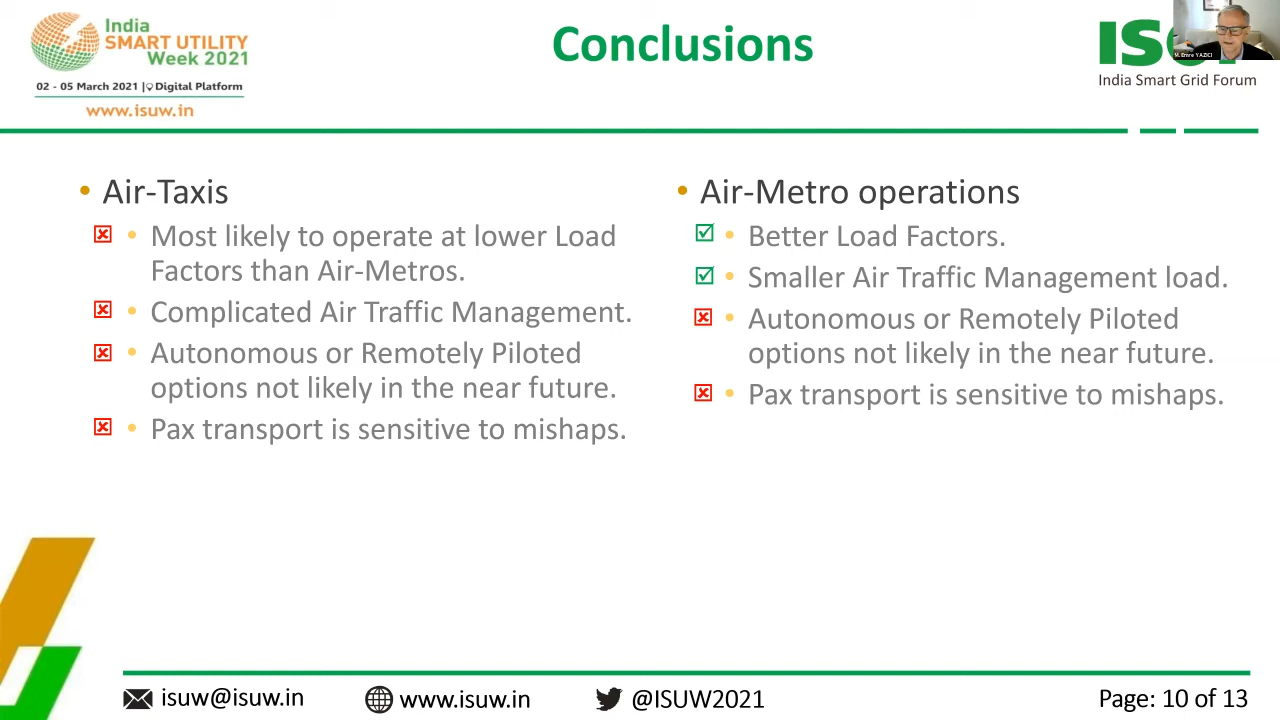 India
SMART UTILITY
Week 2021
02 - 05 March 2021 | Digital Platform
www.isuw.in
Conclusions
M. Emre YAZICI
India Smart Grid Forum
• Air-Taxis
• Most likely to operate at lower Load
Factors than Air-Metros.
• Complicated Air Traffic Management.
• Autonomous or Remotely Piloted
options not likely in the near future.
• Pax transport is sensitive to mishaps.
• Air-Metro operations
• Better Load Factors.
• Smaller Air Traffic Management load.
• Autonomous or Remotely Piloted
options not likely in the near future.
• Pax transport is sensitive to mishaps.
isuw@isuw.in
www.isuw.in
@ISUW2021
Page: 10 of 13